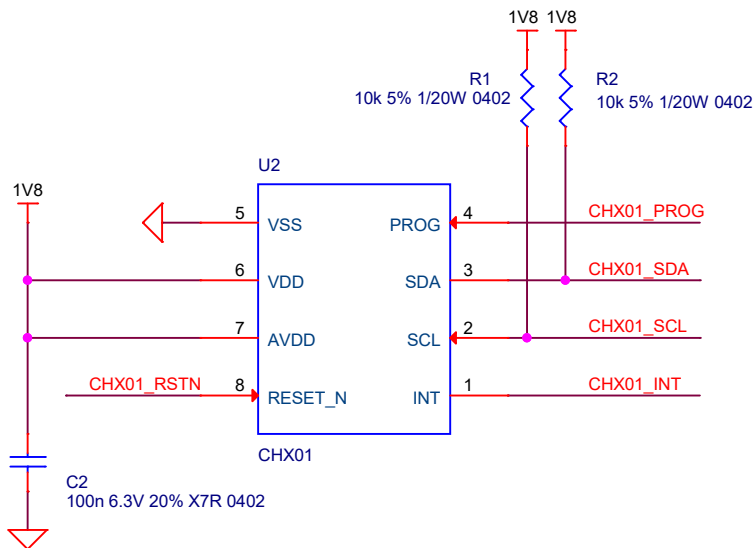 1V8 1V8
R1
10k 5% 1/20W 0402
R2
10k 5% 1/20W 0402
U2
1V8
5 VSS PROG 4 CHX01_PROG
6 VDD SDA 3 CHX01_SDA
7 AVDD SCL 2 CHX01_SCL
CHX01_RSTN 8 RESET_N INT 1 CHX01_INT
CHX01
C2
100n 6.3V 20% X7R 0402